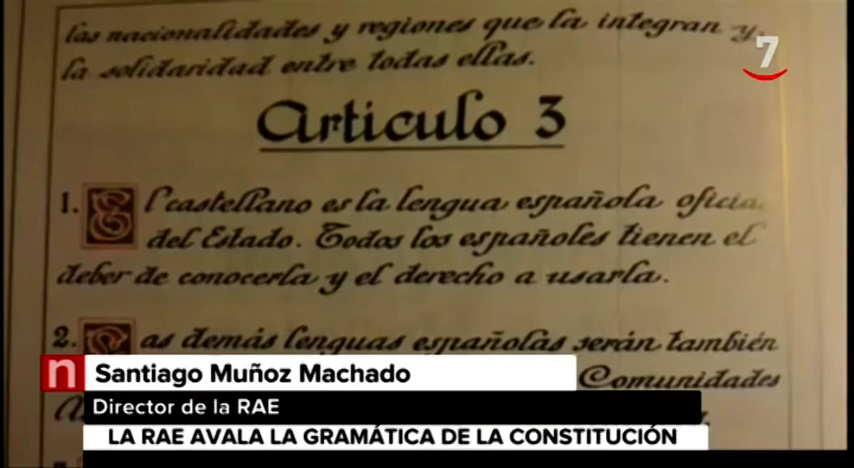 las nacionalidades y regiones que la integran y
la solidaridad entre todas ellas.
7
Articulo 3
1. El castellano es la lengua española oficial
del Estado. Todos los españoles tienen el
deber de conocerla y el derecho a usarla.
2. Las demás lenguas españolas serán también
Comunidades
n
Santiago Muñoz Machado
Director de la RAE
LA RAE AVALA LA GRAMÁTICA DE LA CONSTITUCIÓN